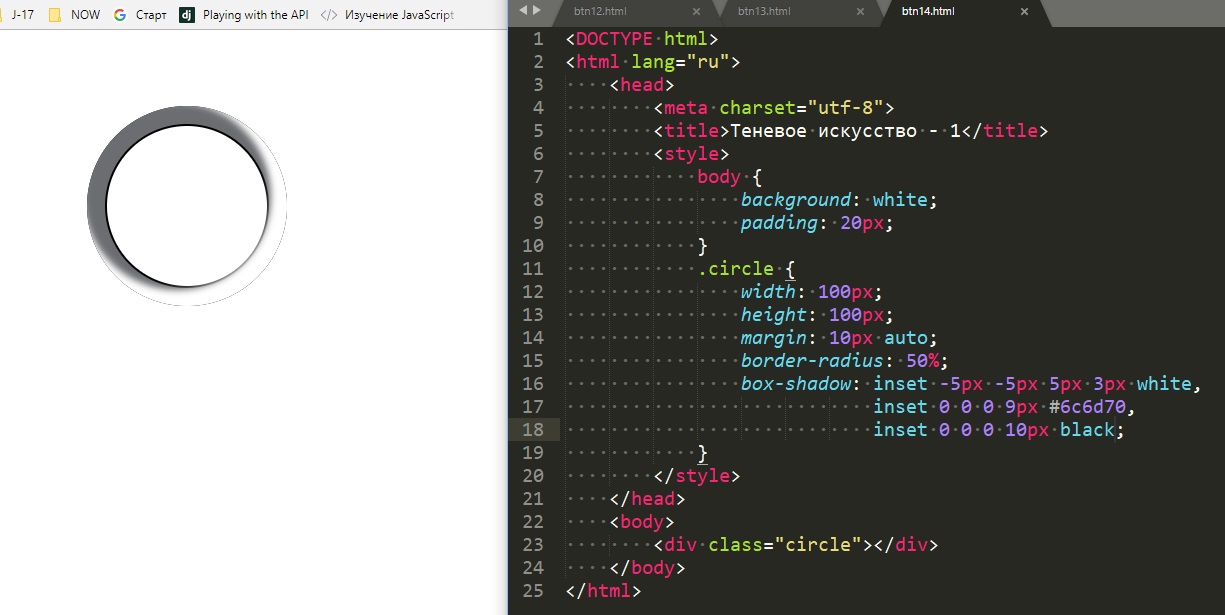 J-17 NOW Старт dj Playing with the API </> Изучение JavaScript
btn12.html × btn13.html × btn14.html ×
1 <DOCTYPE html>
2 <html lang="ru">
3 <head>
4 <meta charset="utf-8">
5 <title>Теневое искусство - 1</title>
6 <style>
7 body {
8 background: white;
9 padding: 20px;
10 }
11 .circle {
12 width: 100px;
13 height: 100px;
14 margin: 10px auto;
15 border-radius: 50%;
16 box-shadow: inset -5px -5px 5px 3px white,
17 inset 0 0 0 9px #6c6d70,
18 inset 0 0 0 10px black;
19 }
20 </style>
21 </head>
22 <body>
23 <div class="circle"></div>
24 </body>
25 </html>